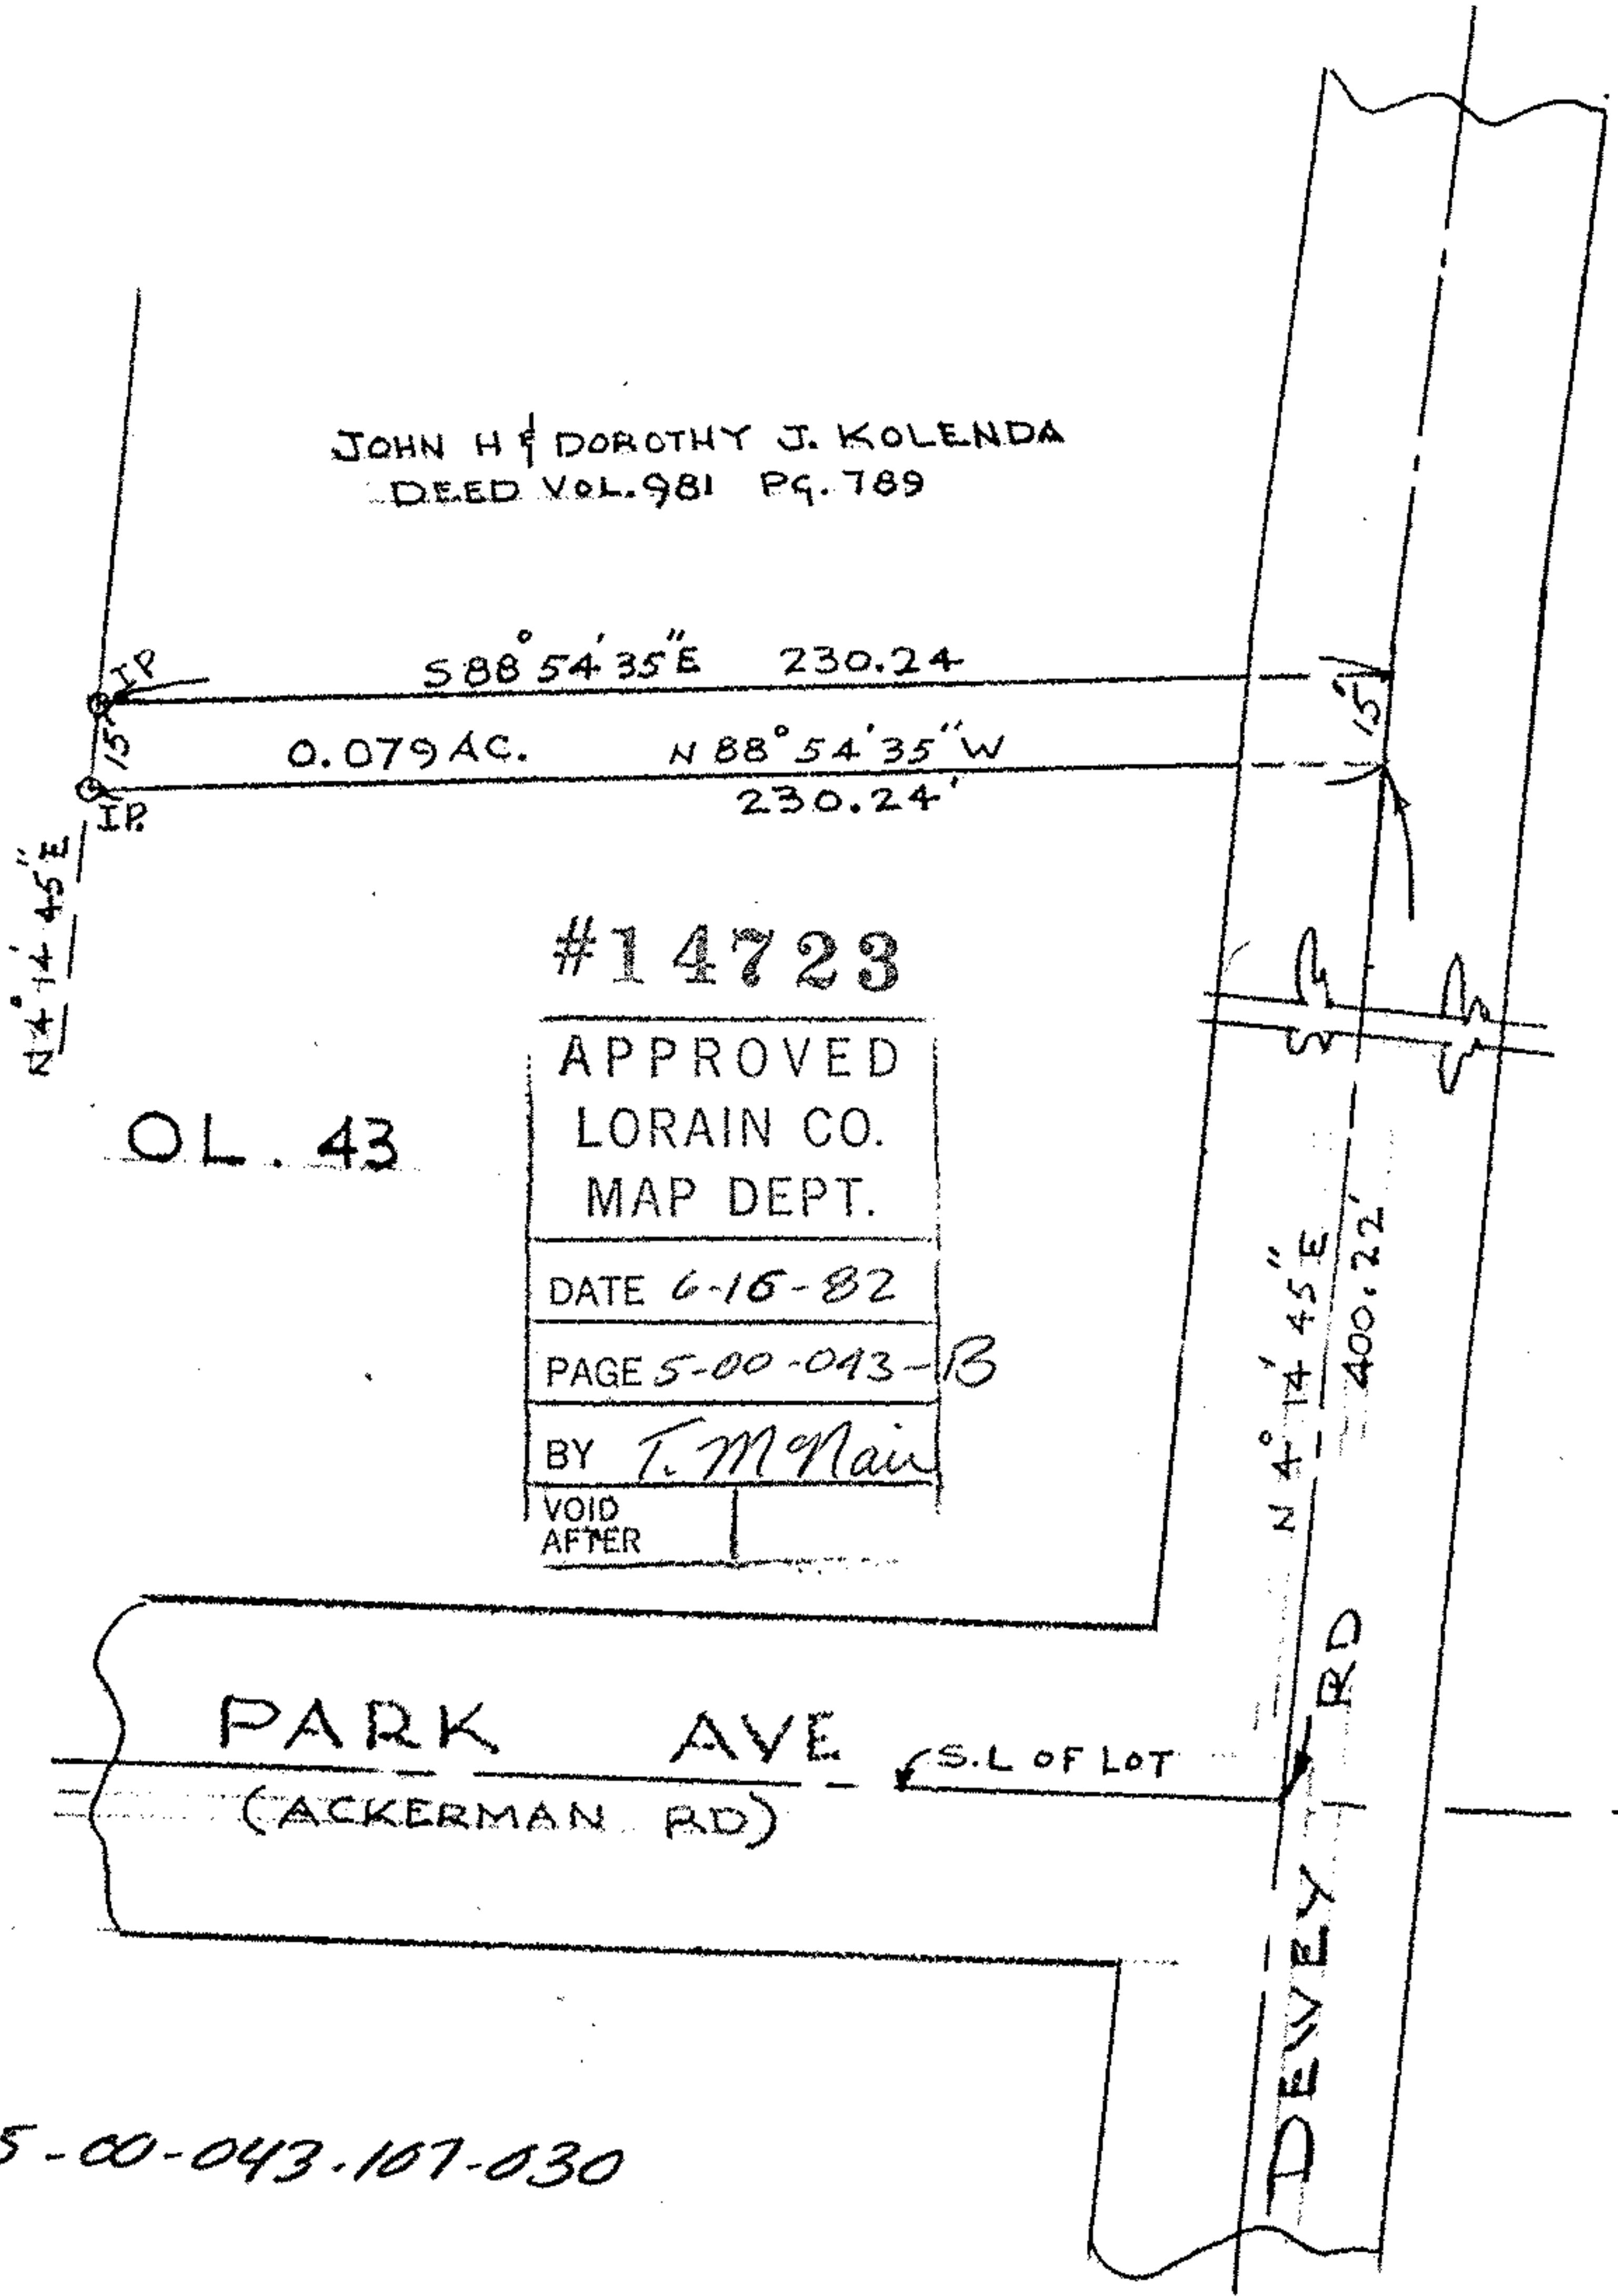 JOHN H & DOROTHY J. KOLENDA
DEED VOL. 981 PG. 789
IP
S 88° 54' 35" E 230.24
15'
15'
0.079 AC. N 88° 54' 35" W
230.24'
IP.
N 4° 14' 45" E
#14723
APPROVED
LORAIN CO.
MAP DEPT.
OL. 43
DATE 6-16-82
PAGE 5-00-043-B
BY T. McNair
VOID
AFTER
N 4° 14' 45" E
400.22'
PARK AVE
S.L OF LOT
(ACKERMAN RD)
DEWEY RD
5-00-043-107-030